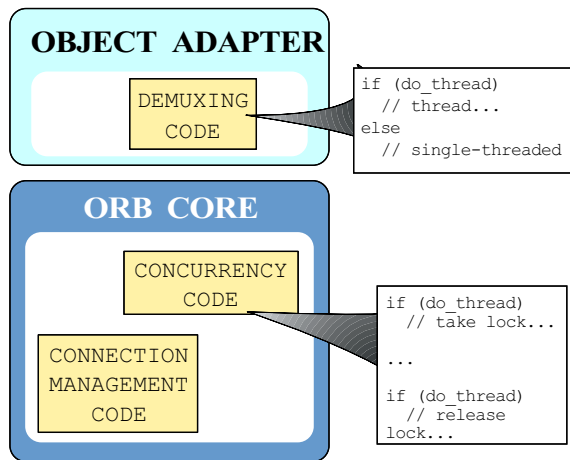 OBJECT ADAPTER
DEMUXING
CODE
if (do_thread)
// thread...
else
// single-threaded
ORB CORE
CONCURRENCY
CODE
CONNECTION
MANAGEMENT
CODE
if (do_thread)
// take lock...
...
if (do_thread)
// release
lock...